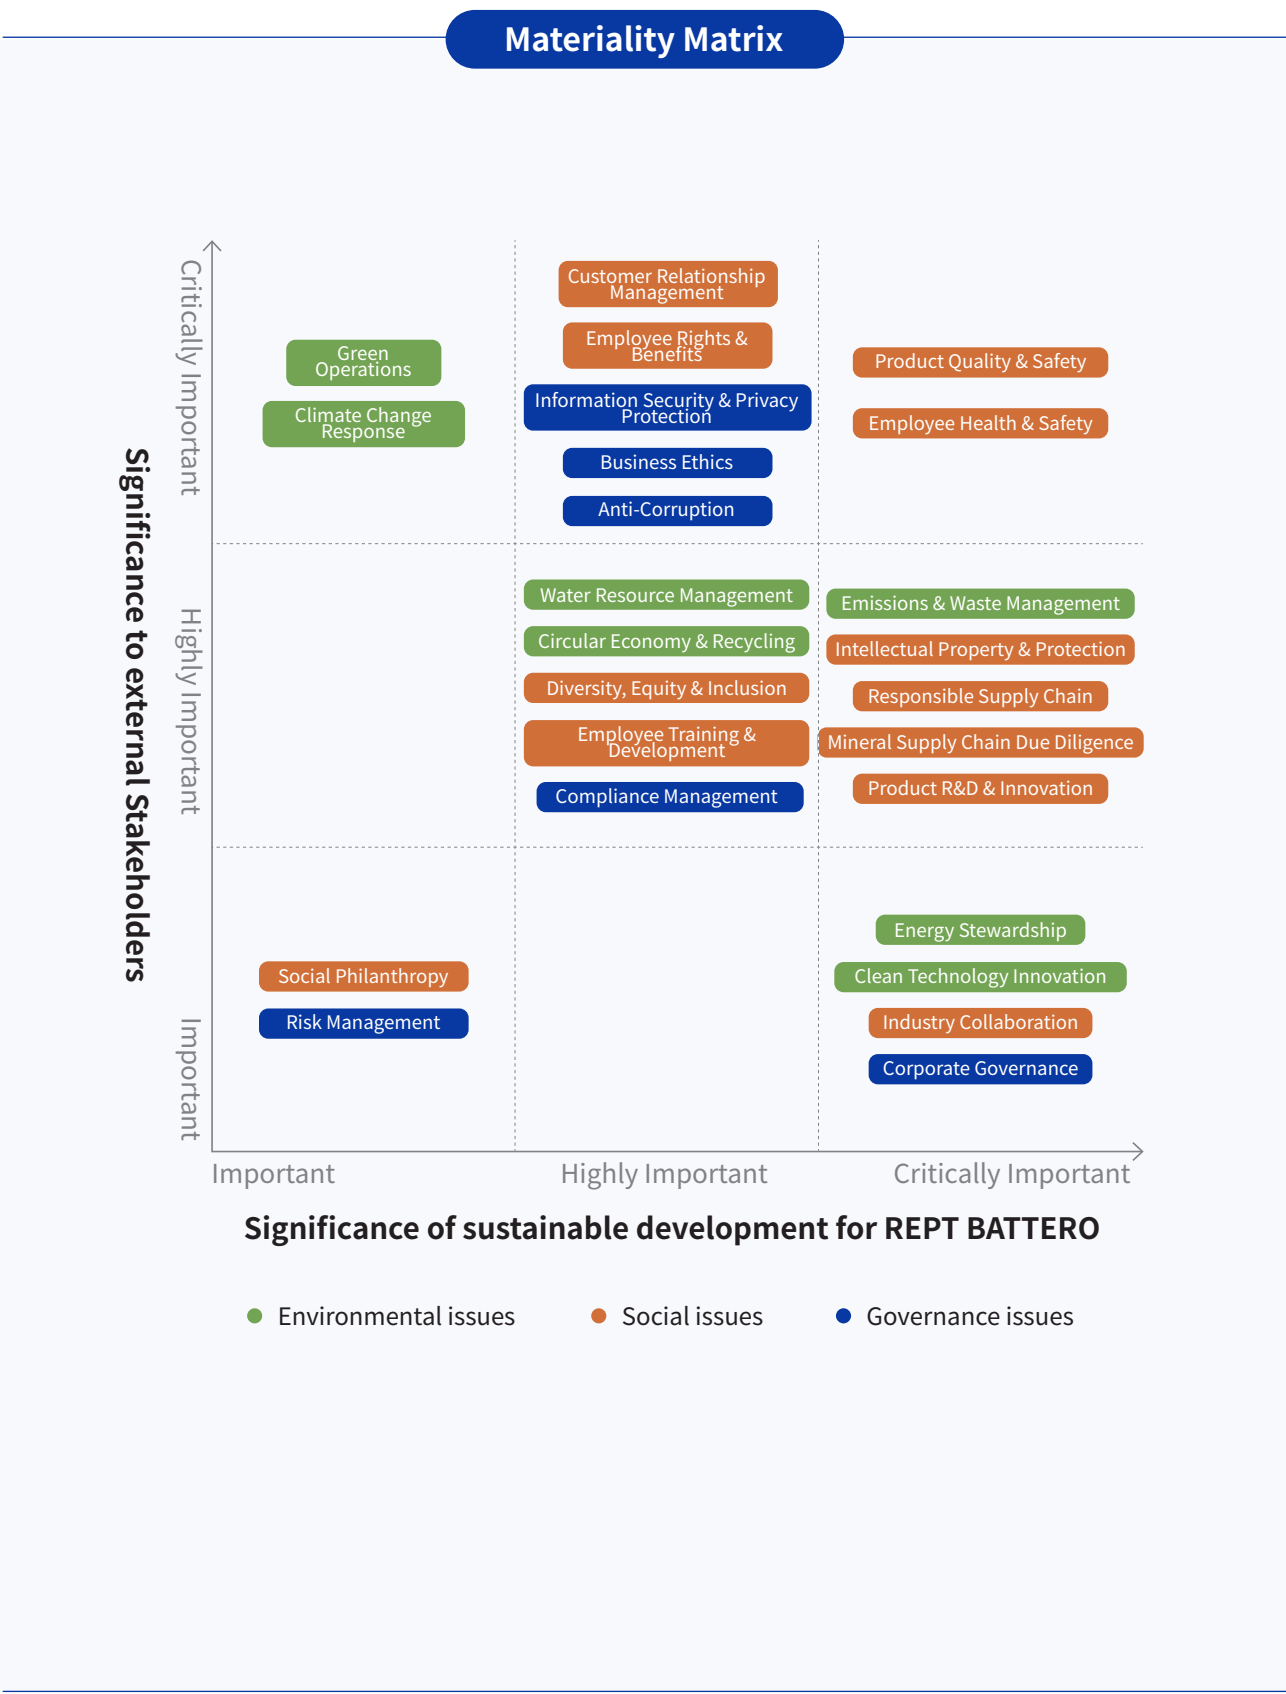 Materiality Matrix
Significance to external Stakeholders
Critically Important
Highly Important
Important
Green
Operations
Climate Change
Response
Customer Relationship
Management
Employee Rights &
Benefits
Information Security & Privacy
Protection
Business Ethics
Anti-Corruption
Product Quality & Safety
Employee Health & Safety
Water Resource Management
Circular Economy & Recycling
Diversity, Equity & Inclusion
Employee Training &
Development
Compliance Management
Emissions & Waste Management
Intellectual Property & Protection
Responsible Supply Chain
Mineral Supply Chain Due Diligence
Product R&D & Innovation
Social Philanthropy
Risk Management
Energy Stewardship
Clean Technology Innovation
Industry Collaboration
Corporate Governance
Important
Highly Important
Critically Important
Significance of sustainable development for REPT BATTERO
Environmental issues
Social issues
Governance issues